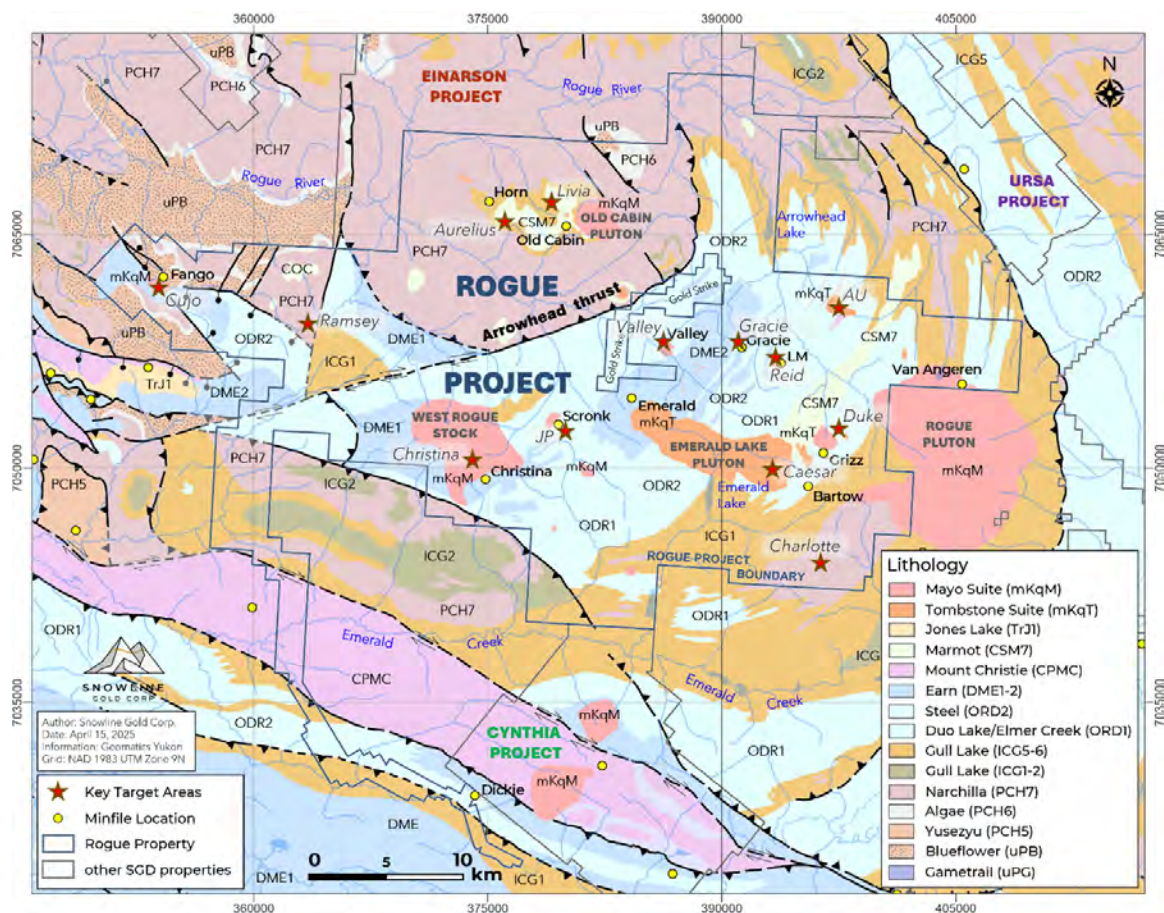 360000
375000
390000
405000
uPB
PCH7
PCH6
EINARSON
PROJECT
Rogue River
ICG2
ICG5
N
PCH7
uPB
PCH6
Rogue River
uPB
Horn
Livia
mKqM
CSM7
OLD CABIN
PLUTON
Aurelius
Old Cabin
PCH7
Arrowhead
Lake
PCH7
URSA
PROJECT
7065000
7065000
ODR2
ODR2
Fango
mKqM
Cujo
COC
PCH7
Ramsey
ROGUE
Gold Strike
mKqT
AU
uPB
ODR2
DME1
Arrowhead thrust
Valley
Valley
Gracie
Gracie
DME2
LM
Reid
CSM7
ICG1
Gold Strike
TrJ1
DME2
PROJECT
Van Angeren
ODR2
Emerald
mKqT
ODR1
CSM7
DME1
WEST ROGUE
STOCK
Scronk
JP
Duke
mKqT
ROGUE
PLUTON
EMERALD LAKE
PLUTON
Christina
mKqM
Christina
mKqM
Caesar
Grizz
mKqM
7050000
7050000
PCH7
ICG2
PCH5
ODR2
Emerald
Lake
Bartow
ODR1
ICG1
Charlotte
ICG2
ROGUE PROJECT
BOUNDARY
PCH7
ODR1
ODR1
Emerald Creek
CPMC
ICG
Emerald Creek
SNOWLINE
GOLD CORP.
7035000
7035000
ODR2
mKqM
ODR1
Author: Snowline Gold Corp.
Date: April 15, 2025
Information: Geomatics Yukon
Grid: NAD 1983 UTM Zone 9N
CYNTHIA
PROJECT
mKqM
Dickie
DME
DME1
ICG1
Key Target Areas
Minfile Location
Rogue Property
other SGD properties
0 5 10
km
Lithology
Mayo Suite (mKqM)
Tombstone Suite (mKqT)
Jones Lake (TrJ1)
Marmot (CSM7)
Mount Christie (CPMC)
Earn (DME1-2)
Steel (ORD2)
Duo Lake/Elmer Creek (ORD1)
Gull Lake (ICG5-6)
Gull Lake (ICG1-2)
Narchilla (PCH7)
Algae (PCH6)
Yusezyu (PCH5)
Blueflower (uPB)
Gametrail (uPG)
360000
375000
390000
405000